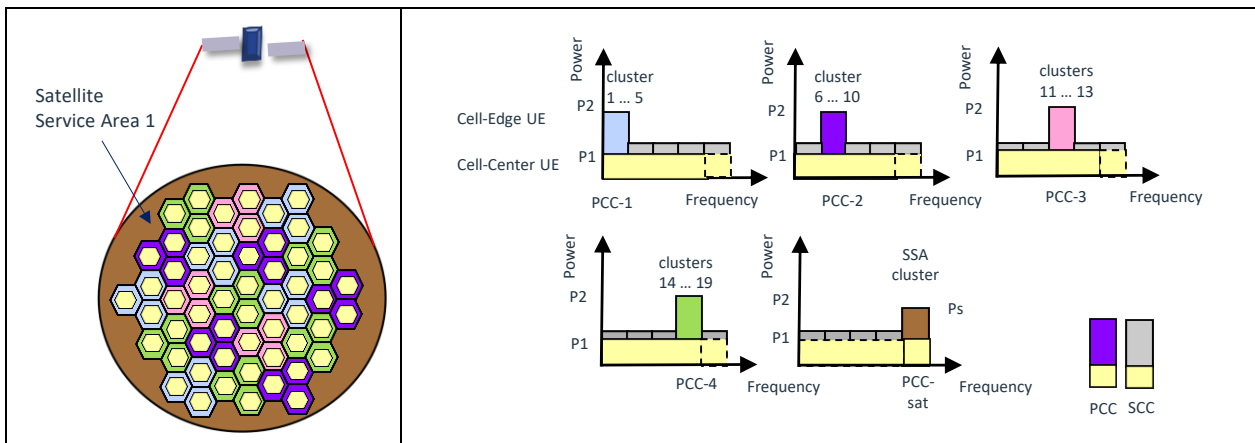 Satellite
Service Area 1
Power
cluster
1 ... 5
P2
P1
Cell-Edge UE
Cell-Center UE
PCC-1
Frequency
Power
cluster
6 ... 10
P2
P1
PCC-2
Frequency
Power
clusters
11 ... 13
P2
P1
PCC-3
Frequency
Power
clusters
14 ... 19
P2
P1
PCC-4
Frequency
Power
SSA
cluster
P2
Ps
P1
PCC-
sat
Frequency
PCC
SCC